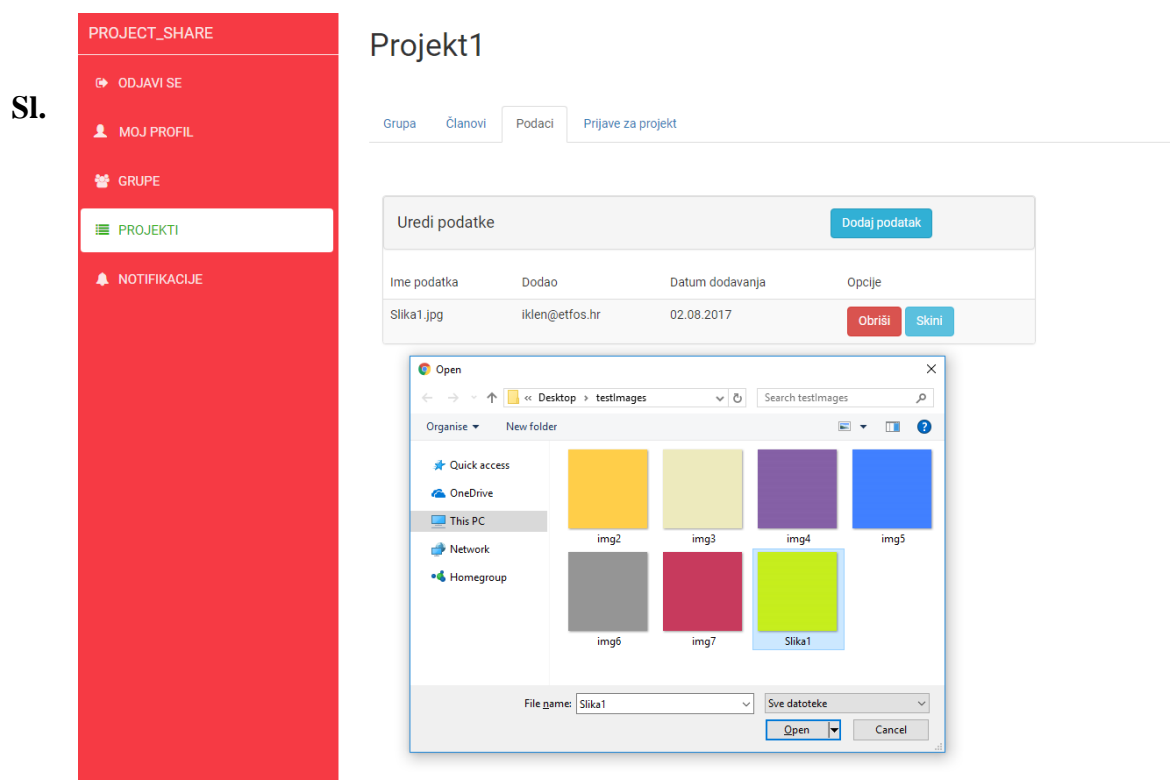 PROJECT_SHARE
Projekt1
ODJAVI SE
Sl.
Grupa Članovi Podaci Prijave za projekt
MOJ PROFIL
GRUPE
PROJEKTI
NOTIFIKACIJE
Uredi podatke Dodaj podatak
Ime podatka Dodao Datum dodavanja Opcije
Slika1.jpg iklen@etfos.hr 02.08.2017 Obriši Skini
Open
« Desktop › testImages Search testImages
Organise New folder
Quick access
OneDrive
This PC
Network
Homegroup
img2 img3 img4 img5
img6 img7 Slika1
File name: Slika1 Sve datoteke
Open Cancel